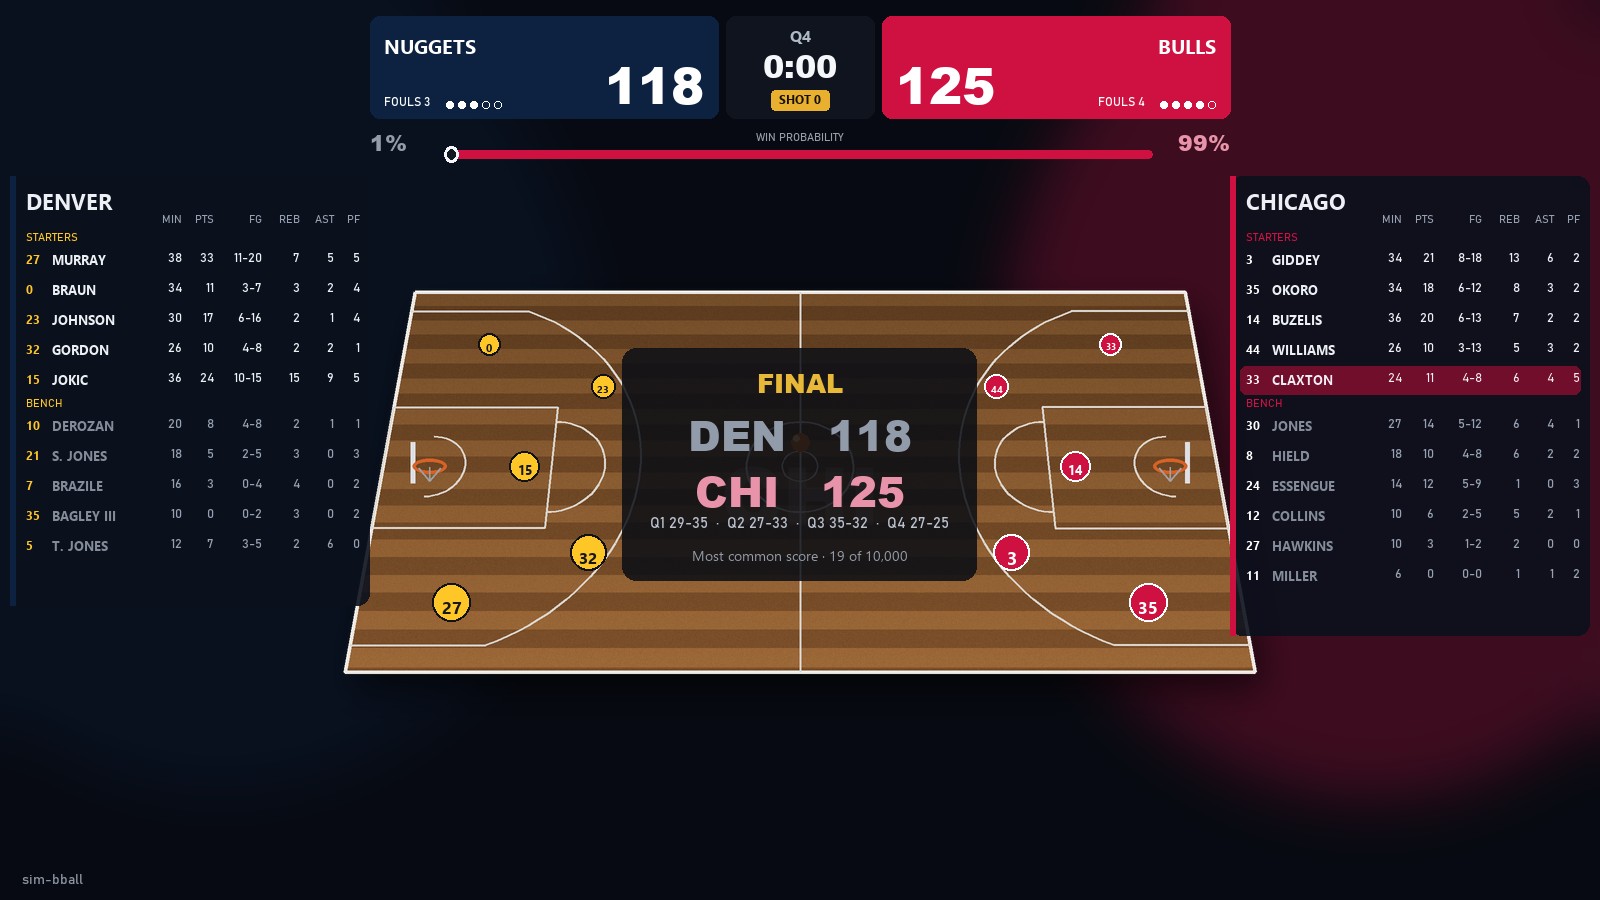 NUGGETS
118
FOULS 3
Q4
0:00
SHOT 0
BULLS
125
FOULS 4
1%
WIN PROBABILITY
99%
DENVER
MIN PTS FG REB AST PF
STARTERS
27 MURRAY 38 33 11-20 7 5 5
0 BRAUN 34 11 3-7 3 2 4
23 JOHNSON 30 17 6-16 2 1 4
32 GORDON 26 10 4-8 2 2 1
15 JOKIC 36 24 10-15 15 9 5
BENCH
10 DEROZAN 20 8 4-8 2 1 1
21 S. JONES 18 5 2-5 3 0 3
7 BRAZILE 16 3 0-4 4 0 2
35 BAGLEY III 10 0 0-2 3 0 2
5 T. JONES 12 7 3-5 2 6 0
CHICAGO
MIN PTS FG REB AST PF
STARTERS
3 GIDDEY 34 21 8-18 13 6 2
35 OKORO 34 18 6-12 8 3 2
14 BUZELIS 36 20 6-13 7 2 2
44 WILLIAMS 26 10 3-13 5 3 2
33 CLAXTON 24 11 4-8 6 4 5
BENCH
30 JONES 27 14 5-12 6 4 1
8 HIELD 18 10 4-8 6 2 2
24 ESSENGUE 14 12 5-9 1 0 3
12 COLLINS 10 6 2-5 5 2 1
27 HAWKINS 10 3 1-2 2 0 0
11 MILLER 6 0 0-0 1 1 2
0
23
15
32
27
33
44
14
3
35
FINAL
DEN 118
CHI 125
Q1 29-35 · Q2 27-33 · Q3 35-32 · Q4 27-25
Most common score · 19 of 10,000
sim-bball